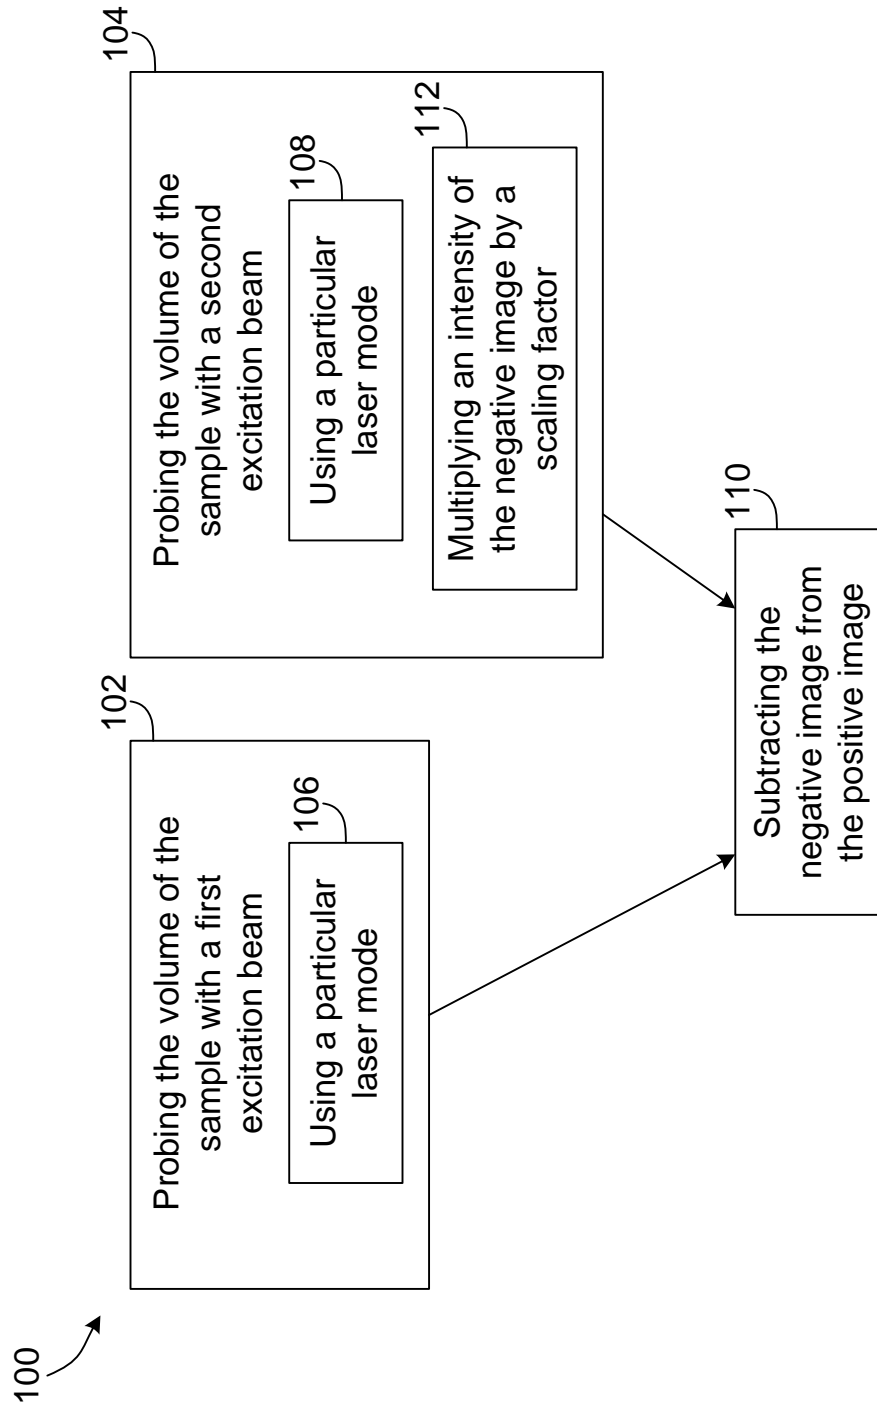 100
102
Probing the volume of the
sample with a first
excitation beam
106
Using a particular
laser mode
104
Probing the volume of the
sample with a second
excitation beam
108
Using a particular
laser mode
112
Multiplying an intensity of
the negative image by a
scaling factor
110
Subtracting the
negative image from
the positive image